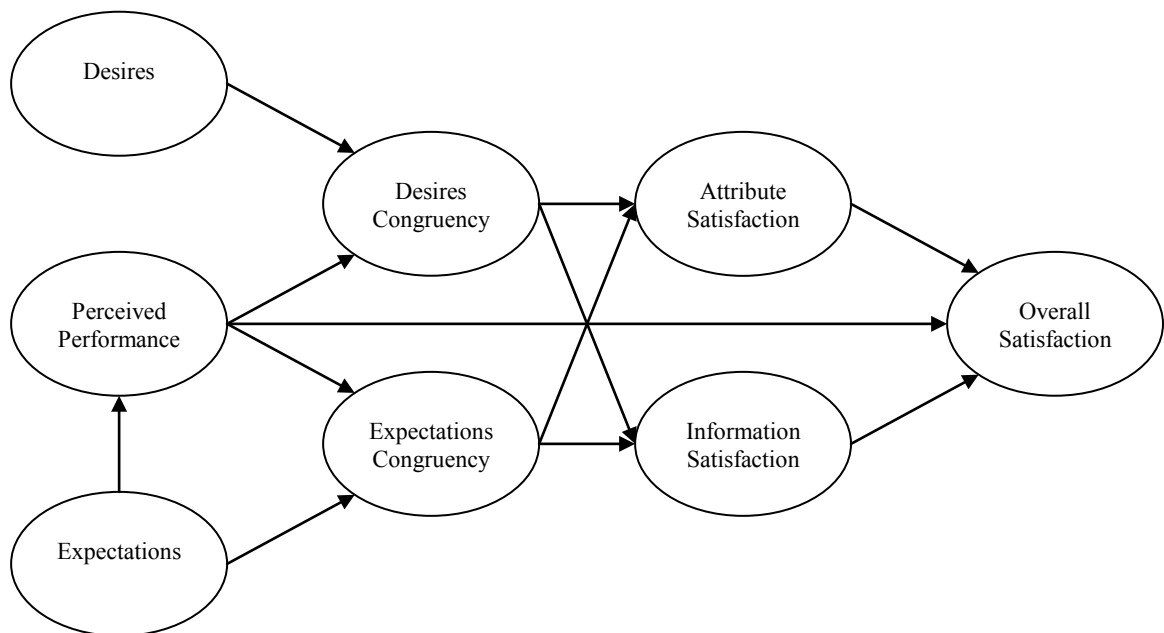 Desires
Desires
Congruency
Attribute
Satisfaction
Perceived
Performance
Overall
Satisfaction
Expectations
Congruency
Information
Satisfaction
Expectations